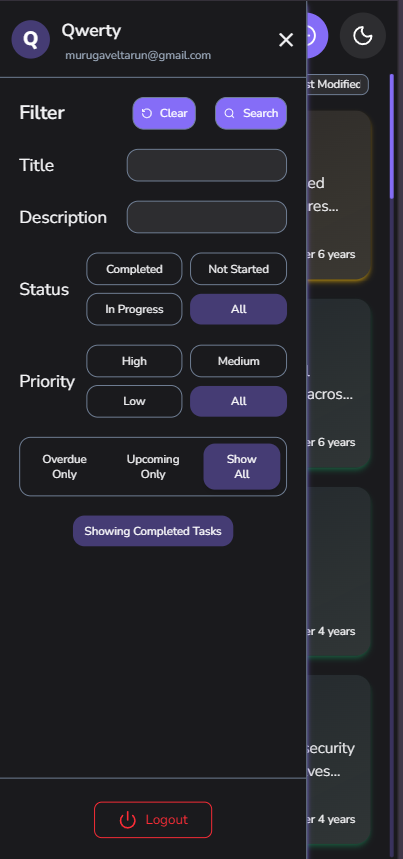 Q
Qwerty
murugaveltarun@gmail.com
st Modified
Filter
Clear
Search
Title
Description
Status
Completed
Not Started
In Progress
All
Priority
High
Medium
Low
All
Overdue
Only
Upcoming
Only
Show
All
Showing Completed Tasks
Logout
ed
res...
er 6 years
acros...
er 6 years
er 4 years
security
ves...
er 4 years